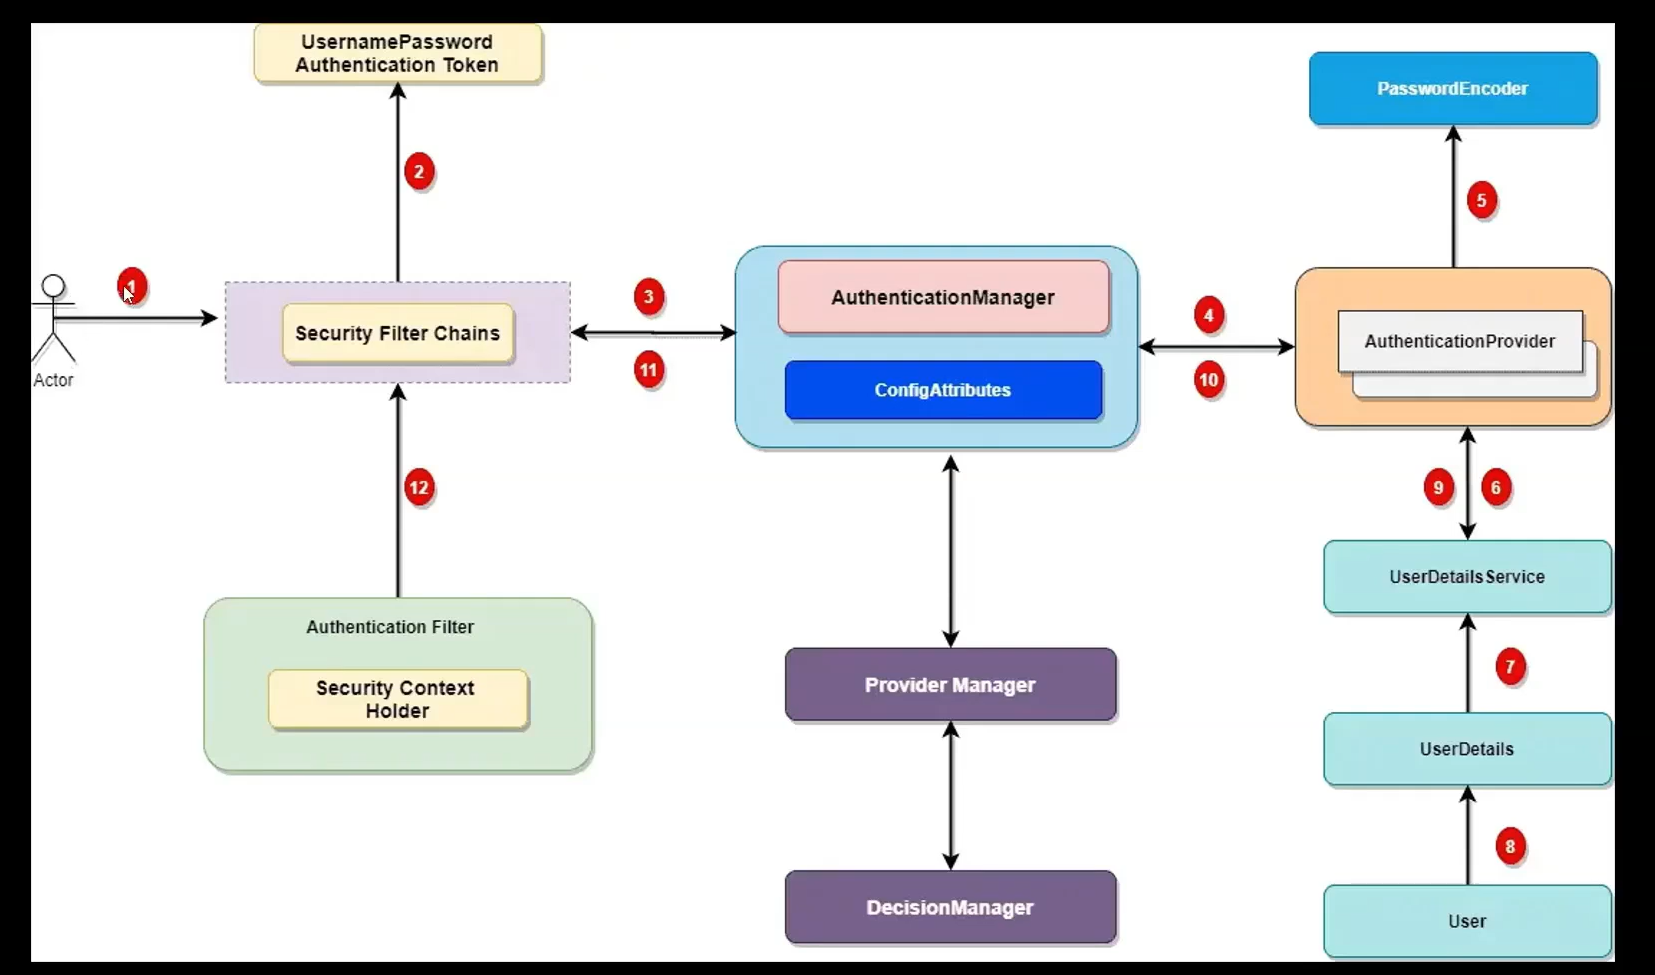 UsernamePassword
Authentication Token
PasswordEncoder
2
5
1
3
AuthenticationManager
4
Security Filter Chains
AuthenticationProvider
Actor
11
ConfigAttributes
10
12
9
6
UserDetailsService
Authentication Filter
7
Security Context
Holder
Provider Manager
UserDetails
8
DecisionManager
User